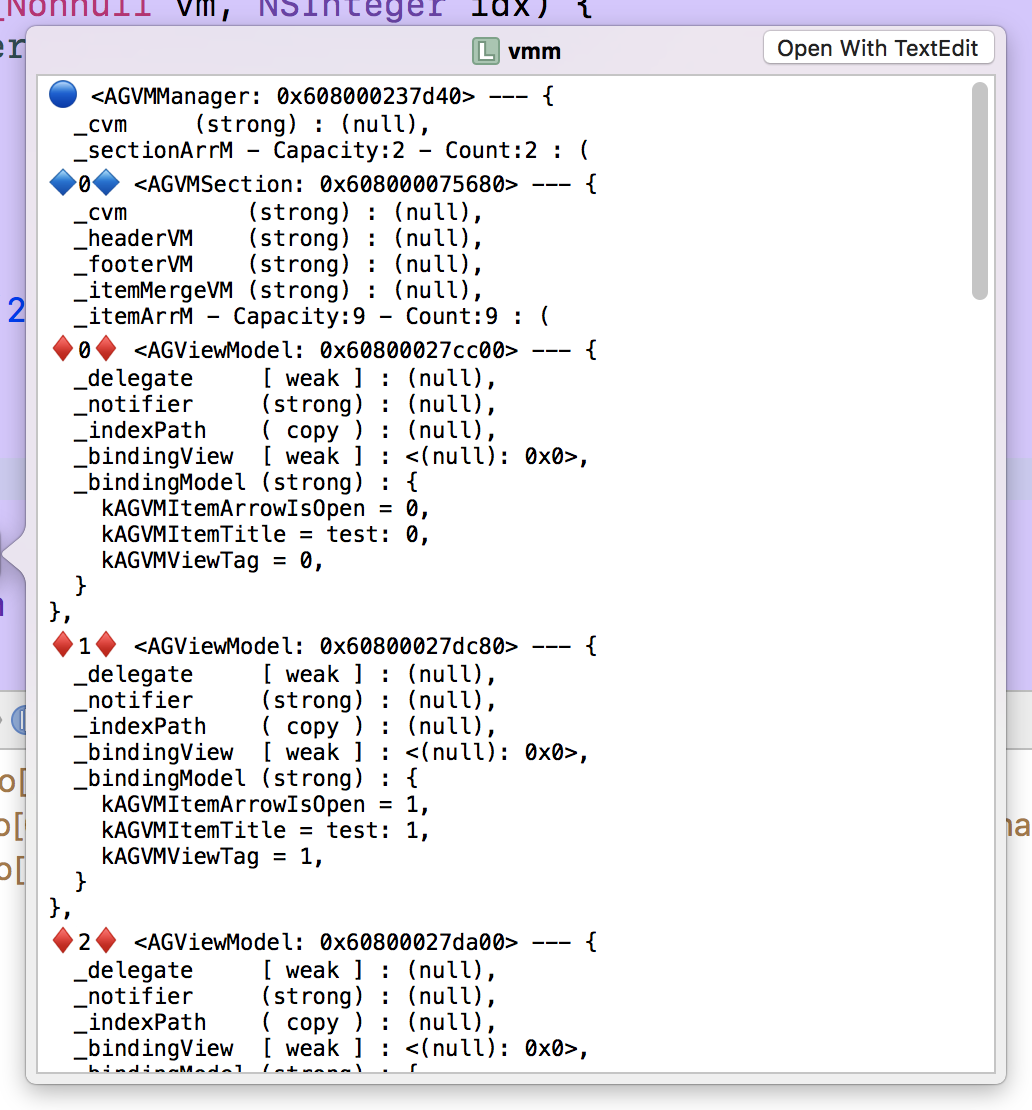 _Nonnull vm, NSInteger idx) {
er
L vmm
Open With TextEdit
<AGVMManager: 0x608000237d40> --- {
_cvm (strong) : (null),
_sectionArrM - Capacity:2 - Count:2 : (
0 <AGVMSection: 0x608000075680> --- {
_cvm (strong) : (null),
_headerVM (strong) : (null),
_footerVM (strong) : (null),
_itemMergeVM (strong) : (null),
2
_itemArrM - Capacity:9 - Count:9 : (
0 <AGViewModel: 0x60800027cc00> --- {
_delegate [ weak ] : (null),
_notifier (strong) : (null),
_indexPath ( copy ) : (null),
_bindingView [ weak ] : <(null): 0x0>,
_bindingModel (strong) : {
kAGVMItemArrowIsOpen = 0,
kAGVMItemTitle = test: 0,
kAGVMViewTag = 0,
}
},
1 <AGViewModel: 0x60800027dc80> --- {
_delegate [ weak ] : (null),
_notifier (strong) : (null),
_indexPath ( copy ) : (null),
_bindingView [ weak ] : <(null): 0x0>,
_bindingModel (strong) : {
kAGVMItemArrowIsOpen = 1,
kAGVMItemTitle = test: 1,
kAGVMViewTag = 1,
}
},
o[
o[
na
o[
2 <AGViewModel: 0x60800027da00> --- {
_delegate [ weak ] : (null),
_notifier (strong) : (null),
_indexPath ( copy ) : (null),
_bindingView [ weak ] : <(null): 0x0>,
_bindingModel (strong) : {